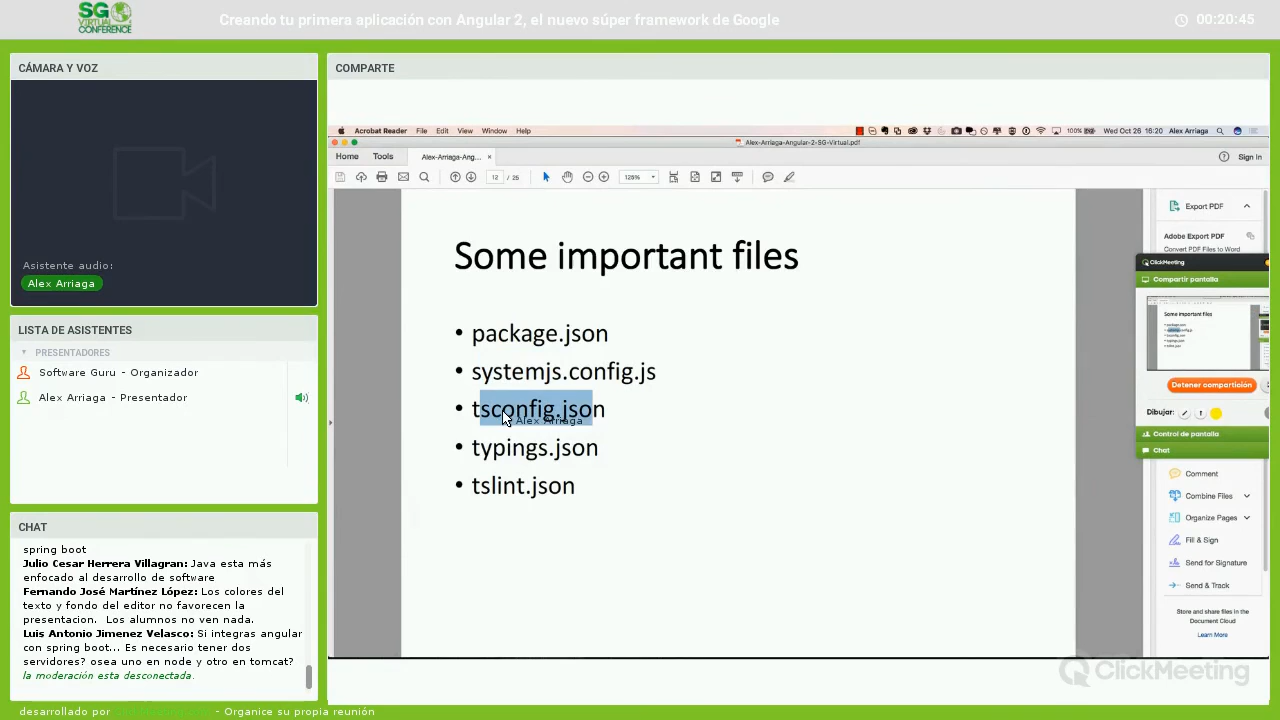 SG
VIRTUAL
CONFERENCE
Creando tu primera aplicación con Angular 2, el nuevo súper framework de Google
00:20:45
CÁMARA Y VOZ
Asistente audio:
Alex Arriaga
LISTA DE ASISTENTES
PRESENTADORES
Software Guru - Organizador
Alex Arriaga - Presentador
CHAT
spring boot
Julio Cesar Herrera Villagran: Java esta más
enfocado al desarrollo de software
Fernando José Martínez López: Los colores del
texto y fondo del editor no favorecen la
presentacion. Los alumnos no ven nada.
Luis Antonio Jimenez Velasco: Si integras angular
con spring boot... Es necesario tener dos
servidores? osea uno en node y otro en tomcat?
la moderación esta desconectada.
desarrollado por
- Organice su propia reunión
COMPARTE
Acrobat Reader File Edit View Window Help
100% Wed Oct 26 16:20 Alex Arriaga
Alex-Arriaga-Angular-2-SG-Virtual.pdf
Home Tools Alex-Arriaga-Ang... × Sign In
12 / 25 125%
Some important files
• package.json
• systemjs.config.js
• tsconfig.json
Alex Arriaga
• typings.json
• tslint.json
Export PDF
Adobe Export PDF
Convert PDF Files to Word
ClickMeeting
Compartir pantalla
Some important files
Detener compartición
Dibujar:
Control de pantalla
Chat
Comment
Combine Files
Organize Pages
Fill & Sign
Send for Signature
Send & Track
Store and share files in the
Document Cloud
Learn More
ClickMeeting